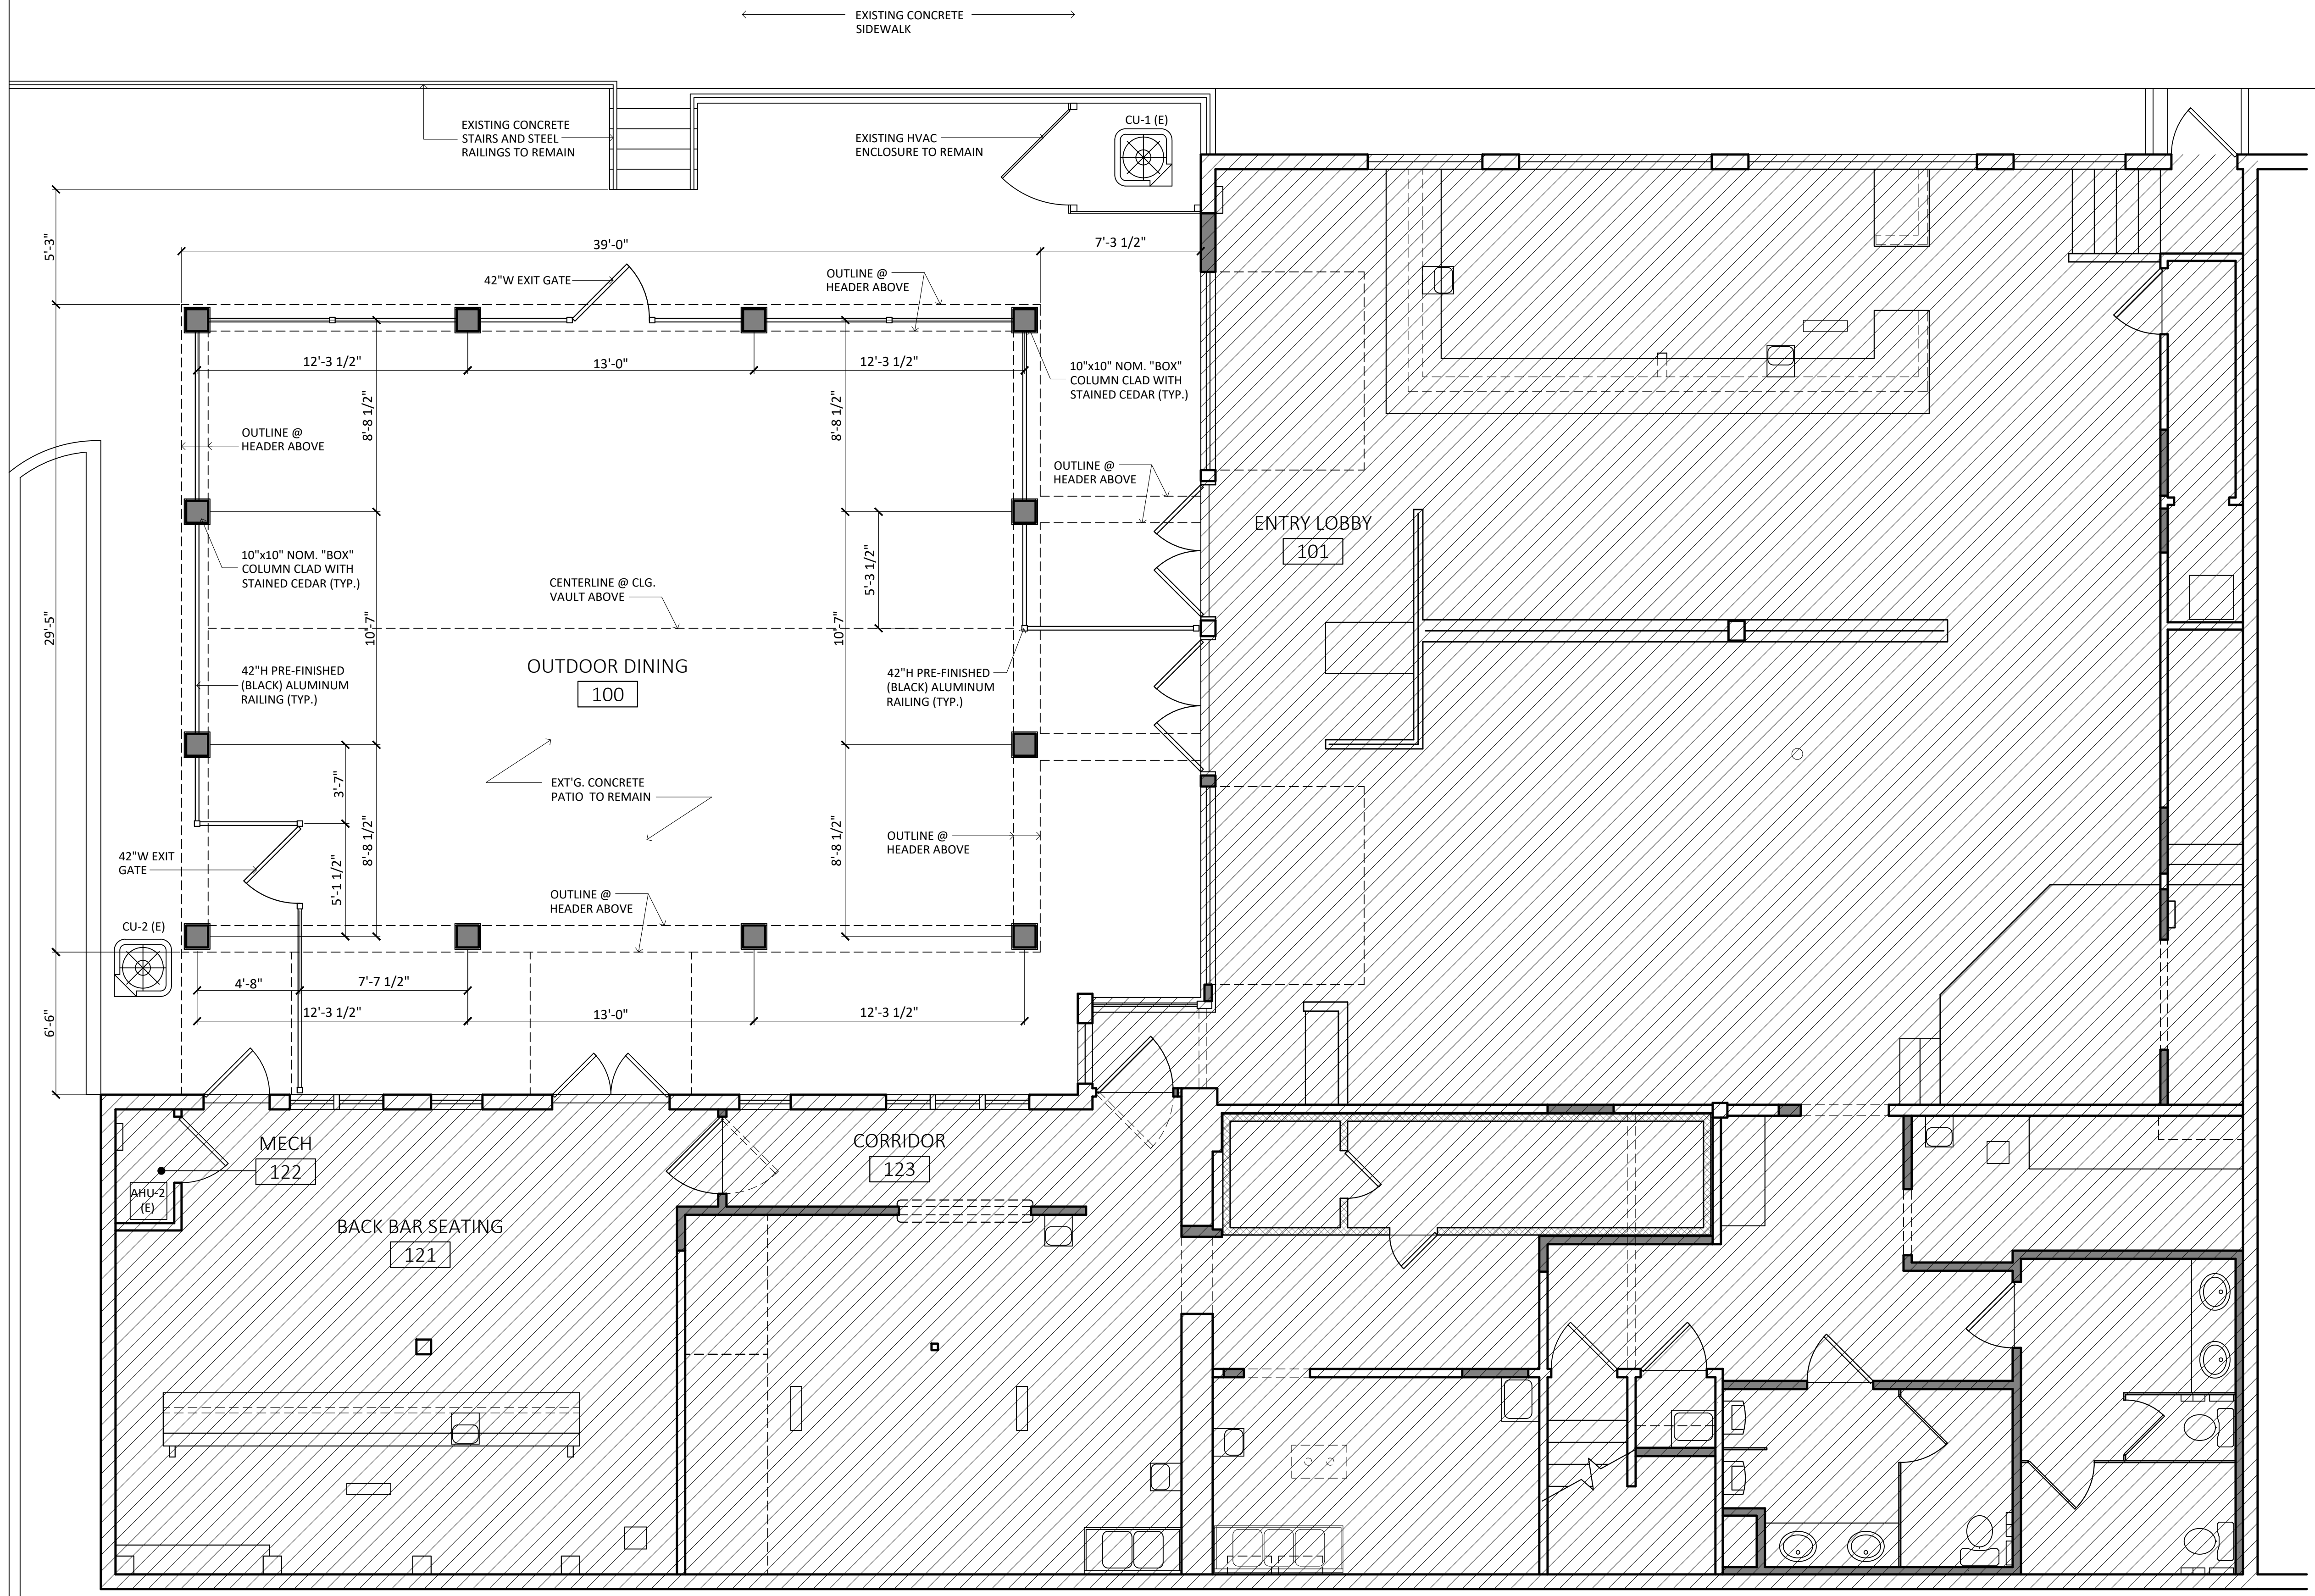 EXISTING CONCRETE
SIDEWALK
EXISTING CONCRETE
STAIRS AND STEEL
RAILINGS TO REMAIN
EXISTING HVAC
ENCLOSURE TO REMAIN
CU-1 (E)
5'-3"
39'-0"
7'-3 1/2"
42"W EXIT GATE
OUTLINE @
HEADER ABOVE
12'-3 1/2"
13'-0"
12'-3 1/2"
10"x10" NOM. "BOX"
COLUMN CLAD WITH
STAINED CEDAR (TYP.)
8'-8 1/2"
8'-8 1/2"
OUTLINE @
HEADER ABOVE
OUTLINE @
HEADER ABOVE
ENTRY LOBBY
101
10"x10" NOM. "BOX"
COLUMN CLAD WITH
STAINED CEDAR (TYP.)
5'-3 1/2"
CENTERLINE @ CLG.
VAULT ABOVE
29'-5"
10'-7"
10'-7"
OUTDOOR DINING
100
42"H PRE-FINISHED
(BLACK) ALUMINUM
RAILING (TYP.)
42"H PRE-FINISHED
(BLACK) ALUMINUM
RAILING (TYP.)
3'-7"
EXT'G. CONCRETE
PATIO TO REMAIN
8'-8 1/2"
8'-8 1/2"
OUTLINE @
HEADER ABOVE
42"W EXIT
GATE
5'-1 1/2"
OUTLINE @
HEADER ABOVE
CU-2 (E)
4'-8"
7'-7 1/2"
6'-6"
12'-3 1/2"
13'-0"
12'-3 1/2"
MECH
122
CORRIDOR
123
AHU-2
(E)
BACK BAR SEATING
121